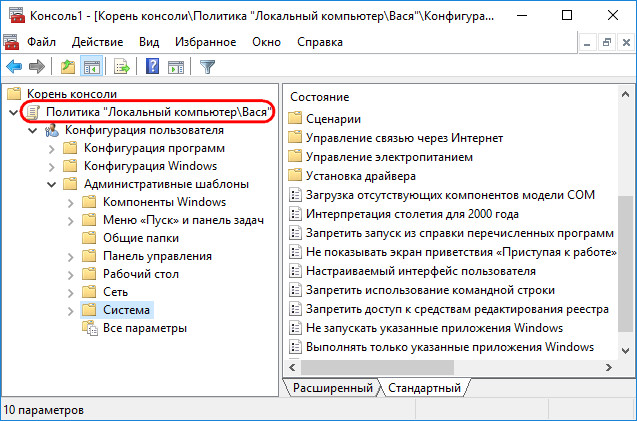 Консоль1 - [Корень консоли\Политика "Локальный компьютер\Вася"\Конфигура...
Файл Действие Вид Избранное Окно Справка
Корень консоли
Политика "Локальный компьютер\Вася"
Конфигурация пользователя
Конфигурация программ
Конфигурация Windows
Административные шаблоны
Компоненты Windows
Меню «Пуск» и панель задач
Общие папки
Панель управления
Рабочий стол
Сеть
Система
Все параметры
Состояние
Сценарии
Управление связью через Интернет
Управление электропитанием
Установка драйвера
Загрузка отсутствующих компонентов модели COM
Интерпретация столетия для 2000 года
Запретить запуск из справки перечисленных программ
Не показывать экран приветствия «Приступая к работе»
Настраиваемый интерфейс пользователя
Запретить использование командной строки
Запретить доступ к средствам редактирования реестра
Не запускать указанные приложения Windows
Выполнять только указанные приложения Windows
Расширенный Стандартный
10 параметров